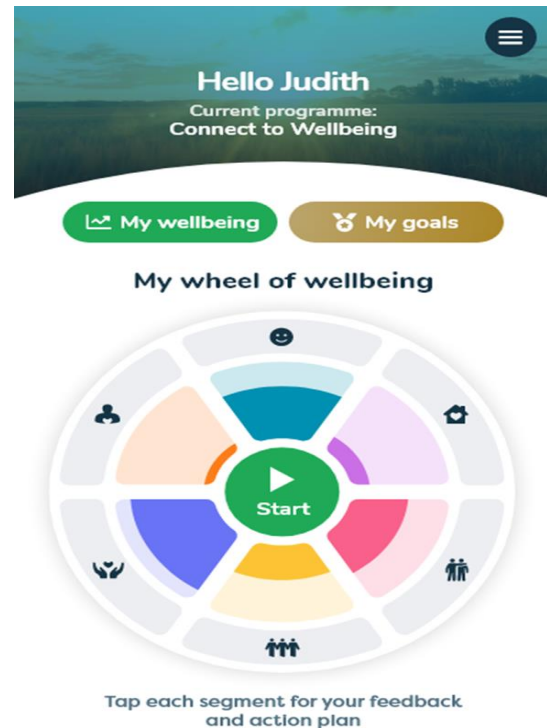 Hello Judith
Current programme:
Connect to Wellbeing
My wellbeing
My goals
My wheel of wellbeing
Start
Tap each segment for your feedback
and action plan